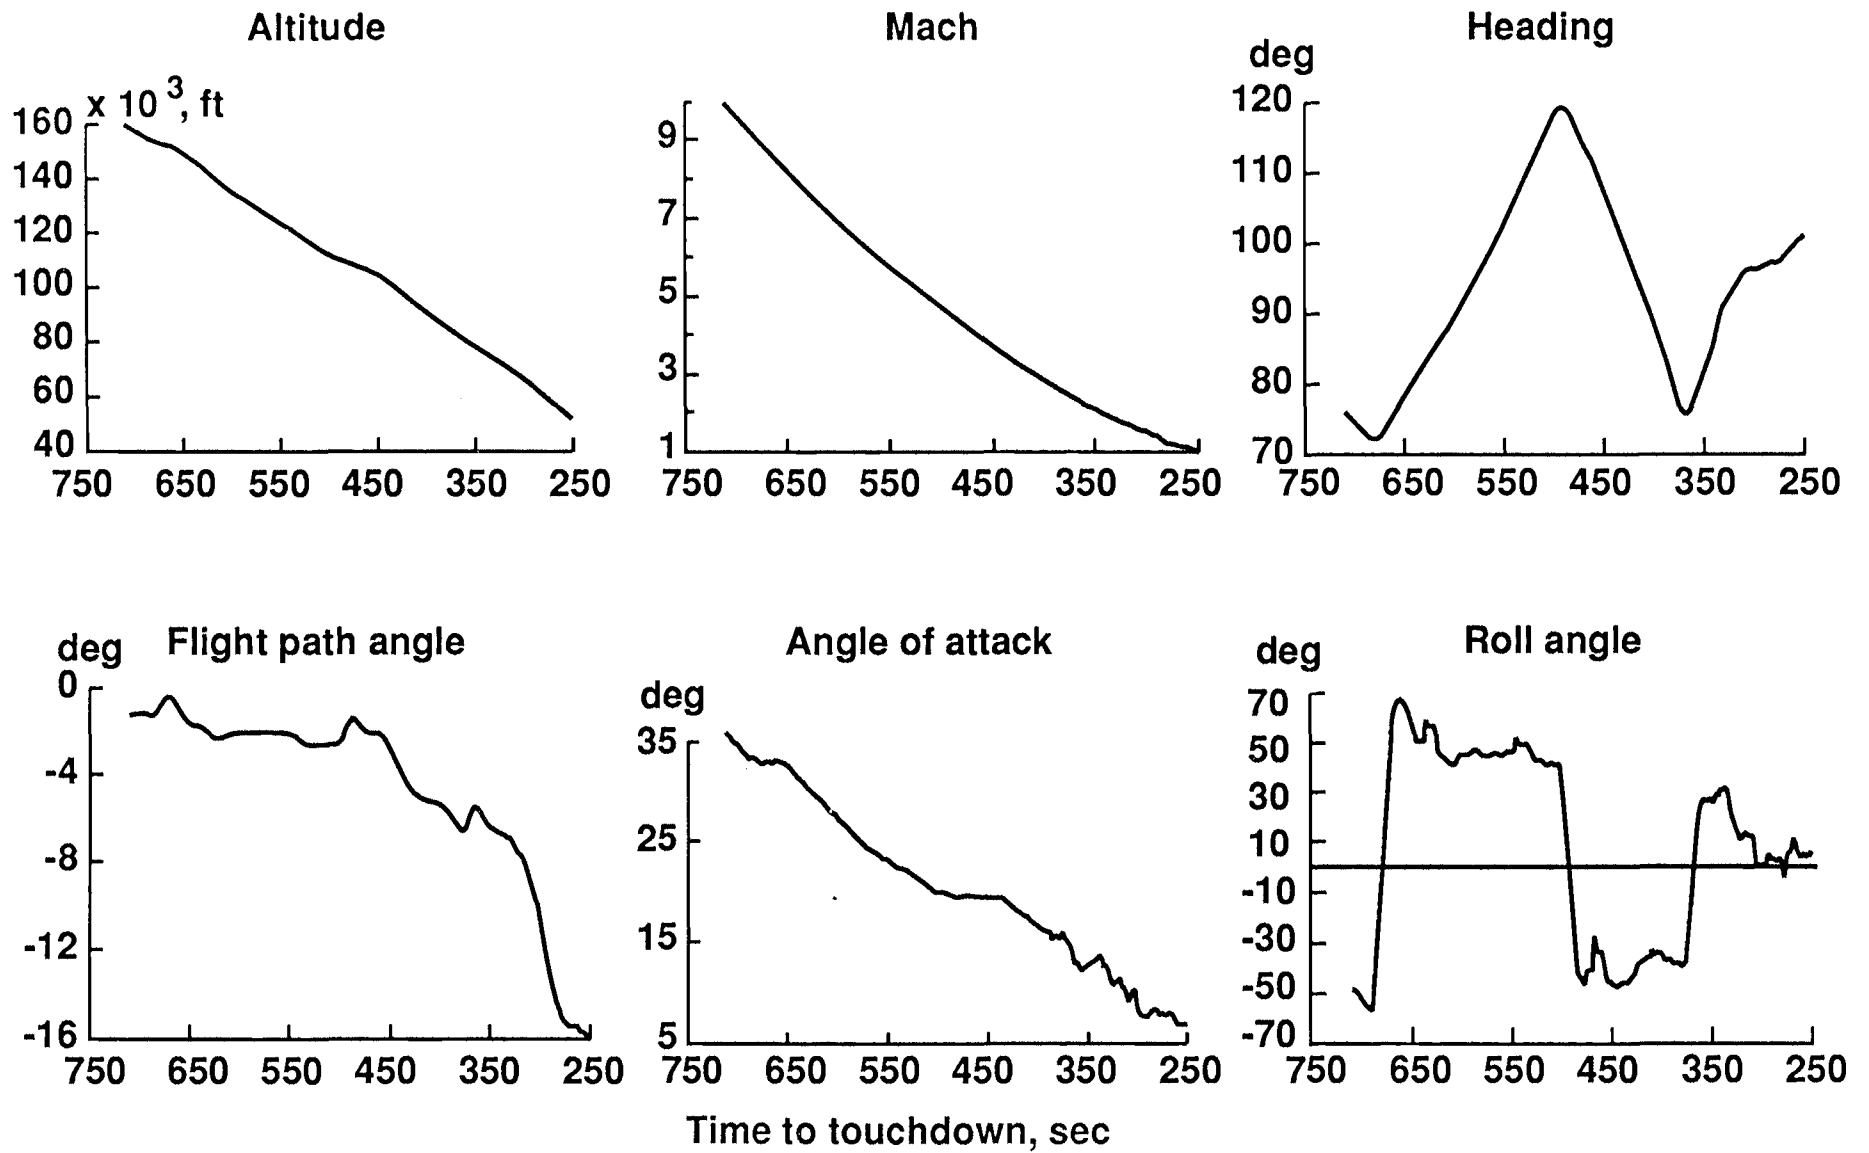 Altitude
x 10 3, ft
160
140
120
100
80
60
40
750 650 550 450 350 250
Mach
9
7
5
3
1
750 650 550 450 350 250
Heading
deg
120
110
100
90
80
70
750 650 550 450 350 250
Flight path angle
deg
0
-4
-8
-12
-16
750 650 550 450 350 250
Angle of attack
deg
35
25
15
5
750 650 550 450 350 250
Roll angle
deg
70
50
30
10
-10
-30
-50
-70
750 650 550 450 350 250
Time to touchdown, sec